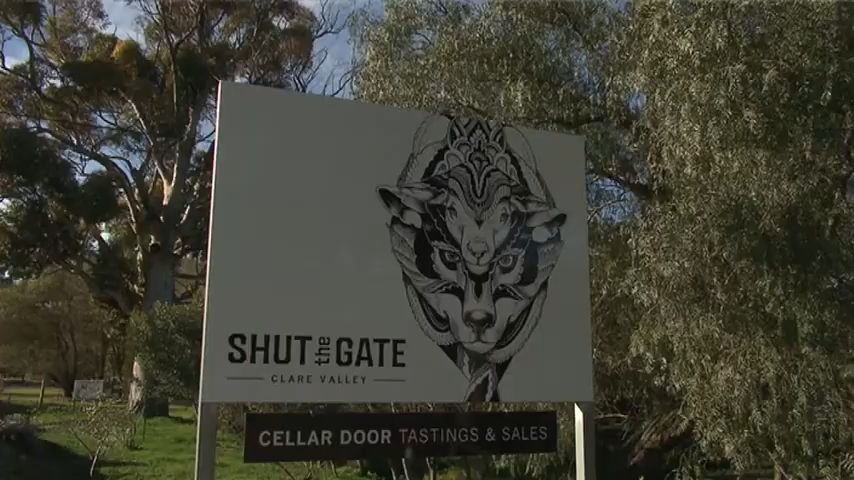 SHUT the GATE
CLARE VALLEY
CELLAR DOOR TASTINGS & SALES